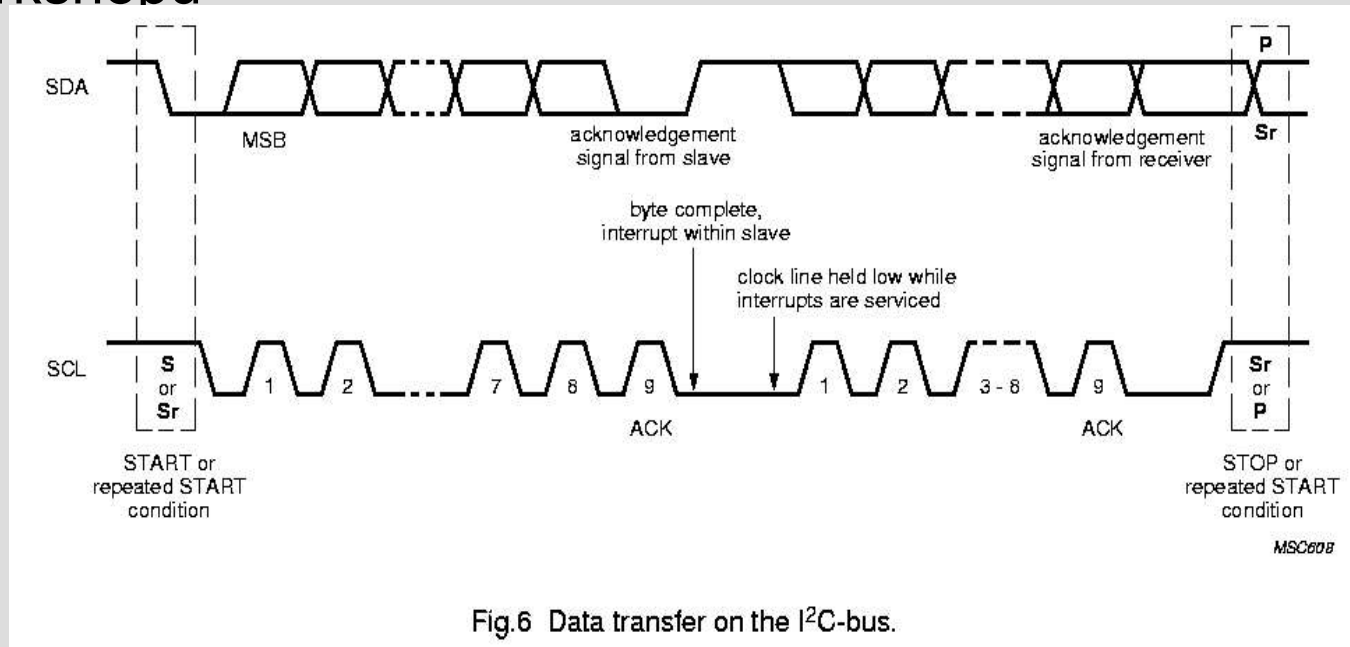 P
SDA
MSB
acknowledgement
signal from slave
acknowledgement
signal from receiver
Sr
byte complete,
interrupt within slave
clock line held low while
interrupts are serviced
SCL
S
or
Sr
1
2
7
8
9
1
2
3 - 8
9
Sr
or
P
ACK
ACK
START or
repeated START
condition
STOP or
repeated START
condition
MSC608
Fig.6 Data transfer on the I²C-bus.